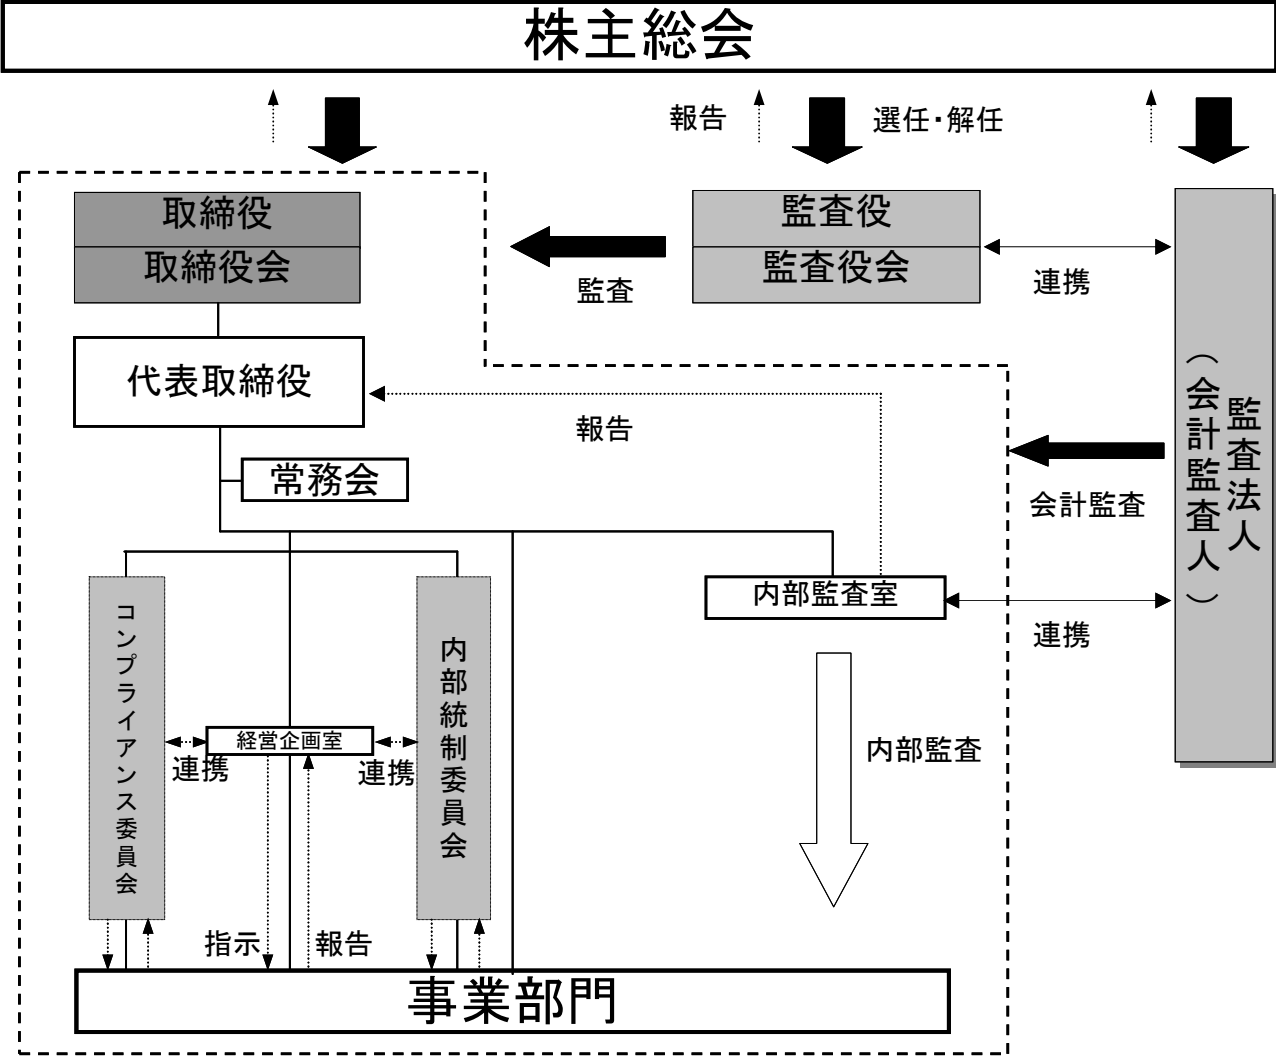 株主総会
報告
選任・解任
取締役
取締役会
監査
監査役
監査役会
連携
代表取締役
報告
常務会
監査法人
（会計監査人）
会計監査
内部監査室
連携
コンプライアンス委員会
連携
経営企画室
連携
内部統制委員会
内部監査
指示
報告
事業部門